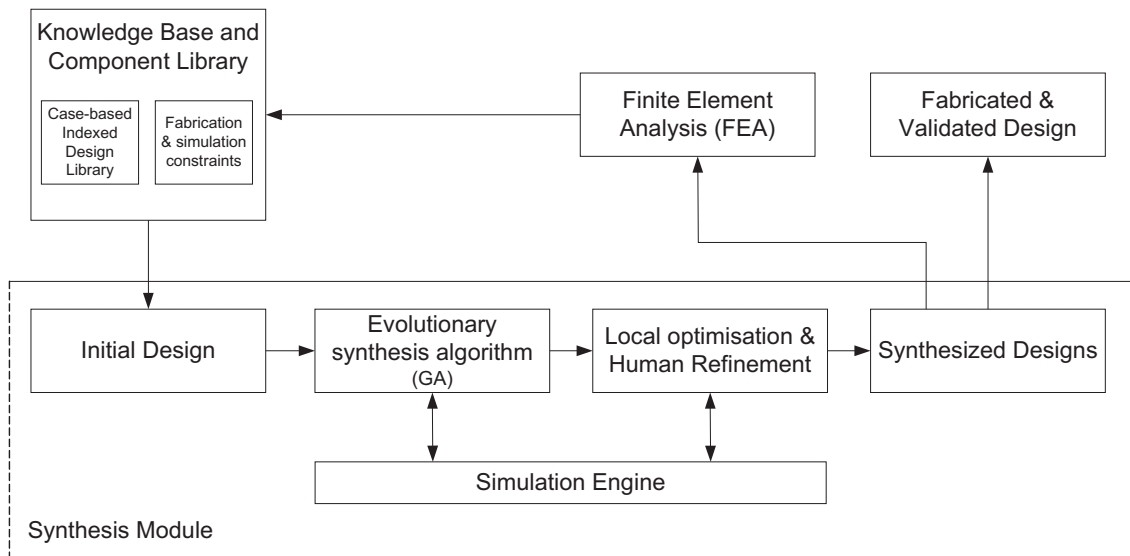 Knowledge Base and
Component Library
Case-based
Indexed
Design
Library
Fabrication
& simulation
constraints
Finite Element
Analysis (FEA)
Fabricated &
Validated Design
Initial Design
Evolutionary
synthesis algorithm
(GA)
Local optimisation &
Human Refinement
Synthesized Designs
Simulation Engine
Synthesis Module